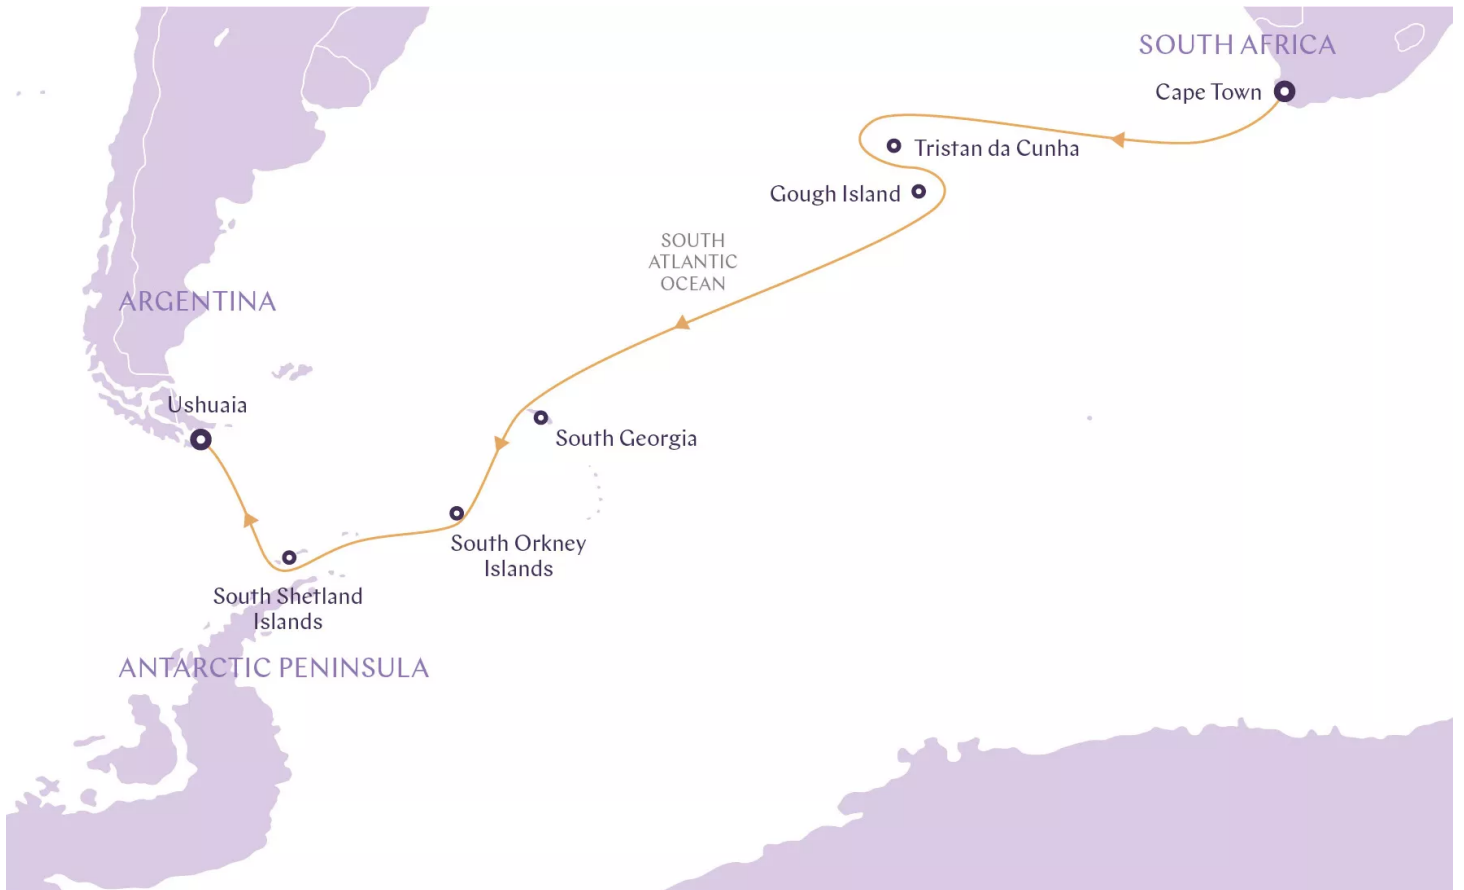 SOUTH AFRICA
Cape Town
Tristan da Cunha
Gough Island
SOUTH
ATLANTIC
OCEAN
ARGENTINA
Ushuaia
South Georgia
South Orkney
Islands
South Shetland
Islands
ANTARCTIC PENINSULA